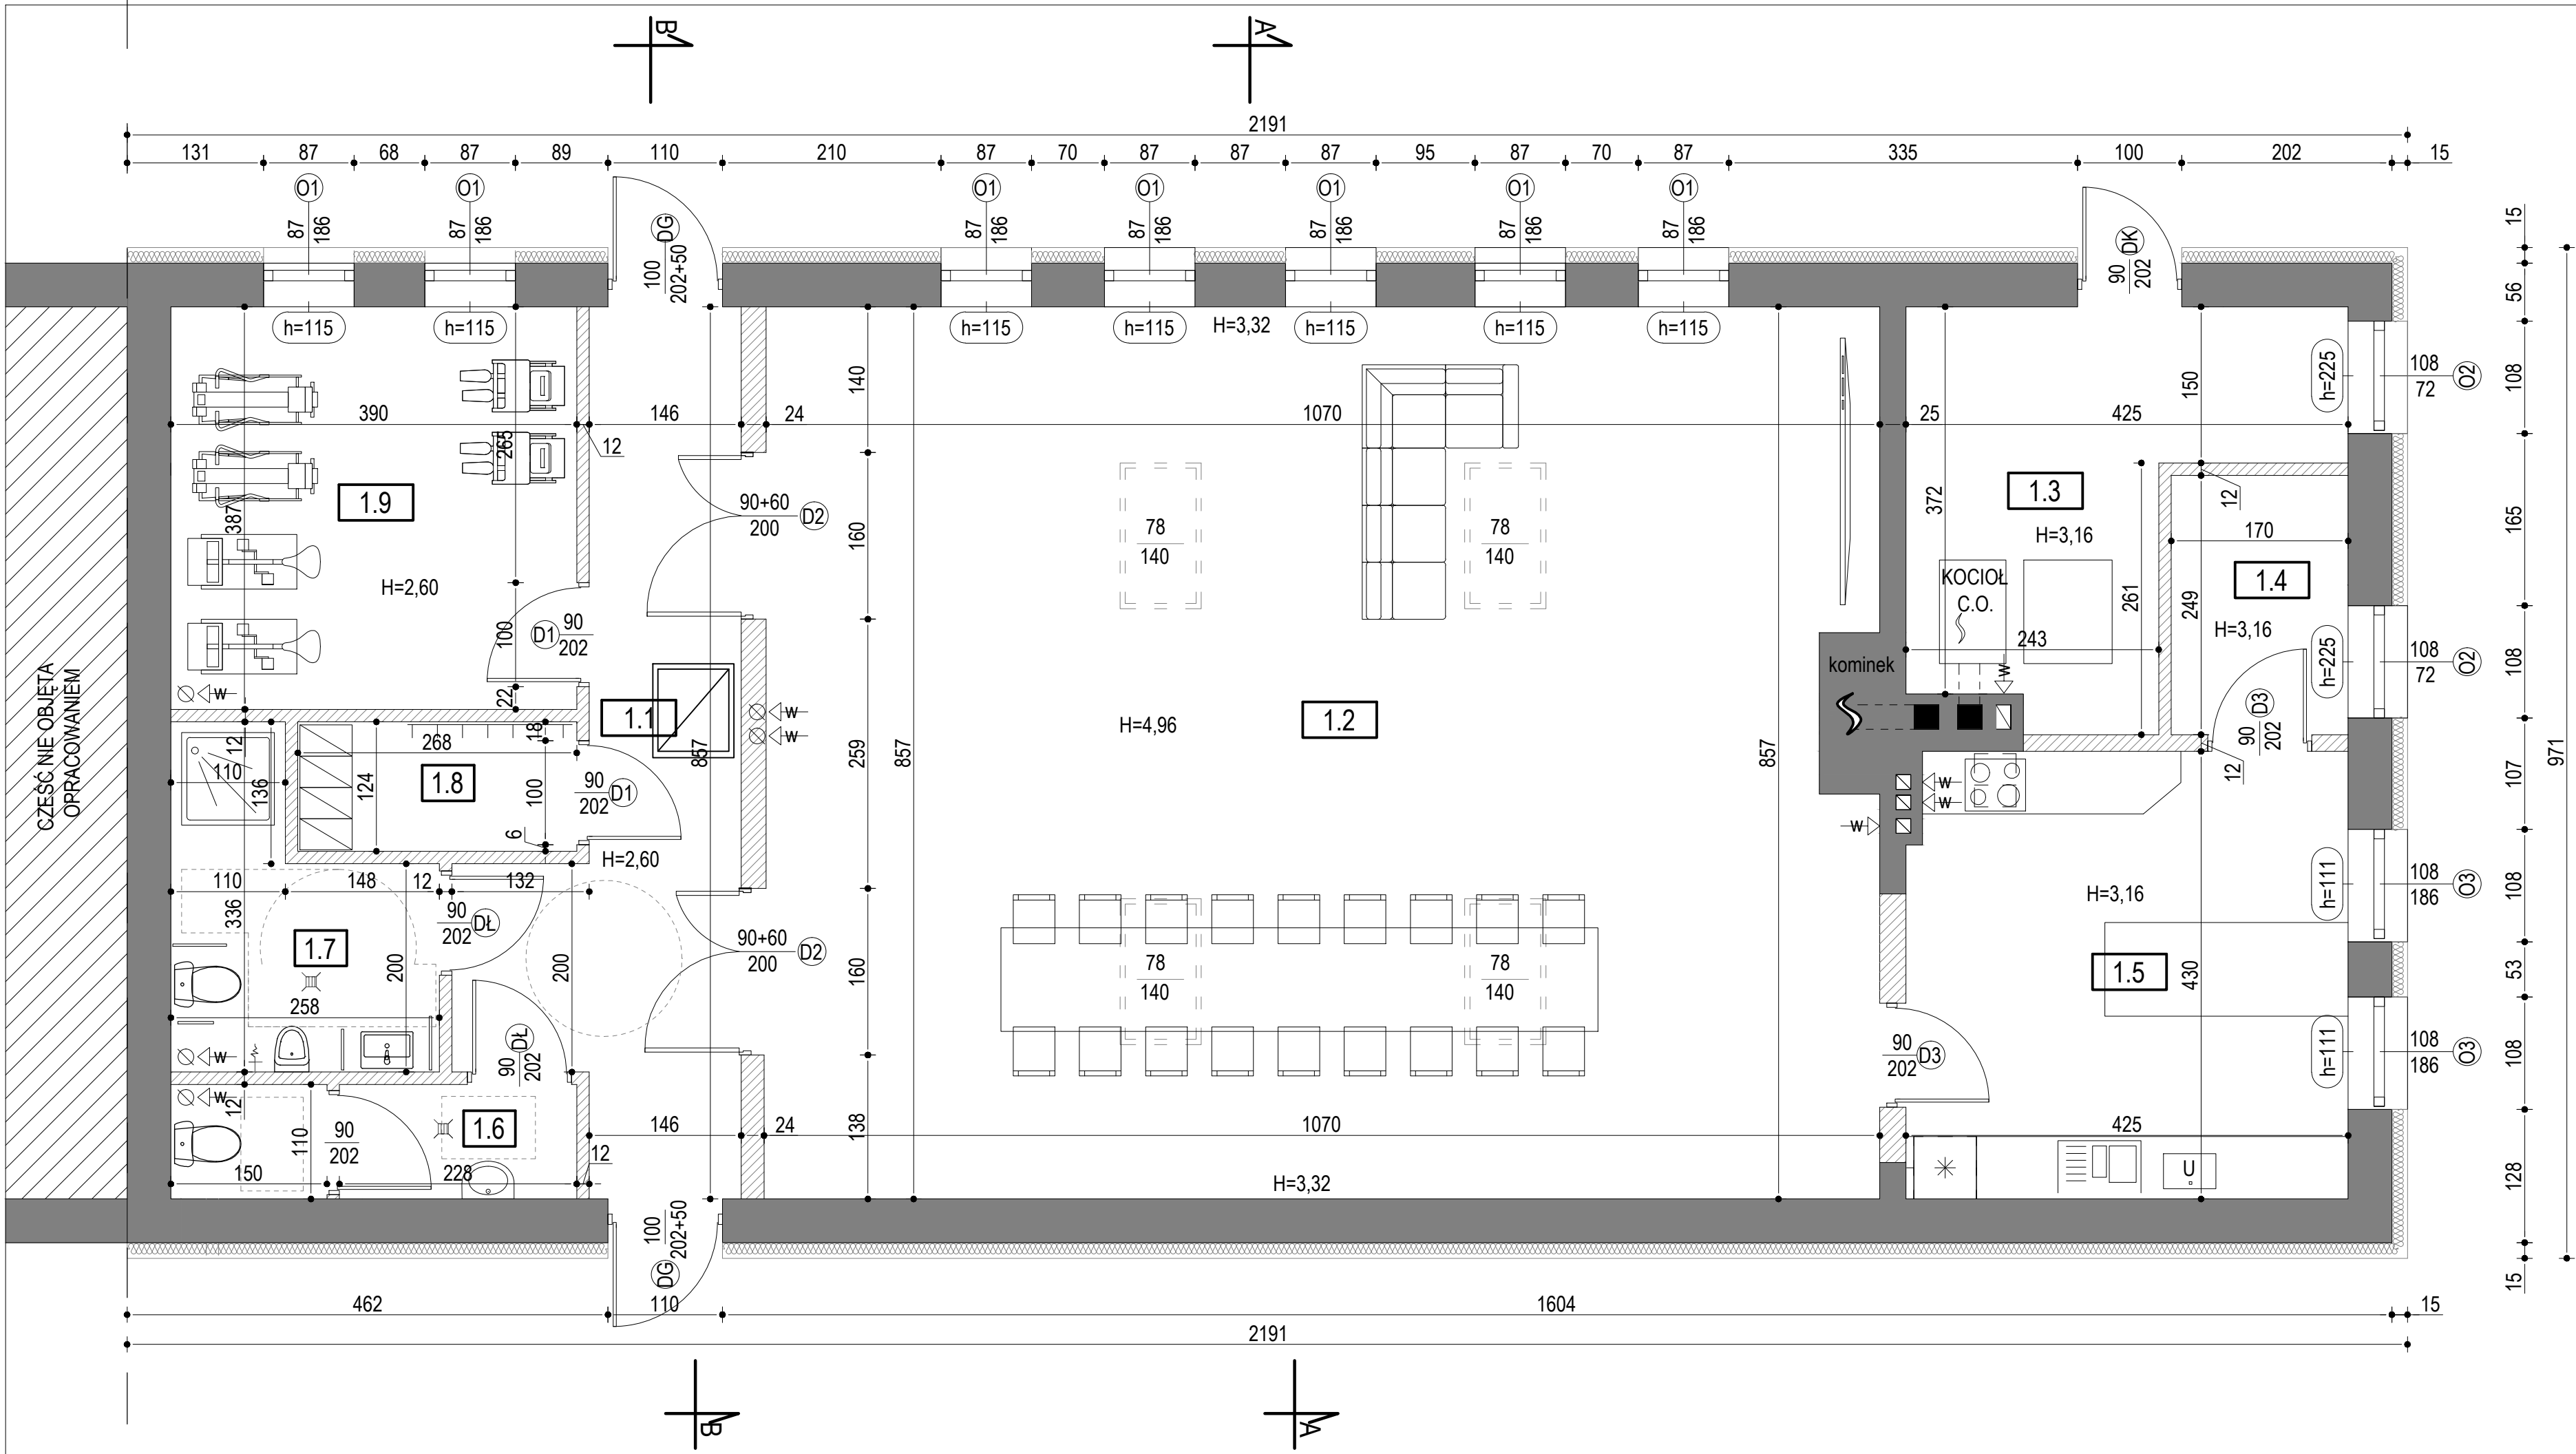 B
A
2191
131 87 68 87 89 110 210 87 70 87 87 87 95 87 70 87 335 100 202 15
O1 O1 O1 O1 O1 O1 O1
87 186 87 186 87 186 87 186 87 186 87 186 87 186
DG
100
202+50
DK
90
202
15
56
h=115 h=115 h=115 h=115 H=3,32 h=115 h=115 h=115
140
150
h=225
108
72
O2
108
390 146 24 1070 25 425
12
265
1.9
387
90+60
200
D2
160
78
140
78
140
372
1.3
12
165
H=3,16
170
KOCIOŁ
C.O.
1.4
H=2,60
261
249
100
D1
90
202
H=3,16
243
h=225
108
72
O2
108
kominek
W
W
22
CZEŚĆ NIE OBJĘTA
OPRACOWANIEM
1.1
W
W
857
259
857
H=4,96
1.2
857
D3
90
202
12
268
18
110
136
124
1.8
100
90
202
D1
6
H=2,60
W
W
W
12
107
971
110 148 12 132
336
90
202
DŁ
H=3,16
h=111
108
186
O3
108
1.7
200
200
90+60
200
D2
160
78
140
78
140
1.5
430
53
258
W
DŁ
90
202
90
202
D3
h=111
108
186
O3
108
W
12
110
90
202
1.6
146 24 1070 425
138
12
150 228
H=3,32
U
128
100
202+50
DG
15
462 110 1604 15
2191
B
A